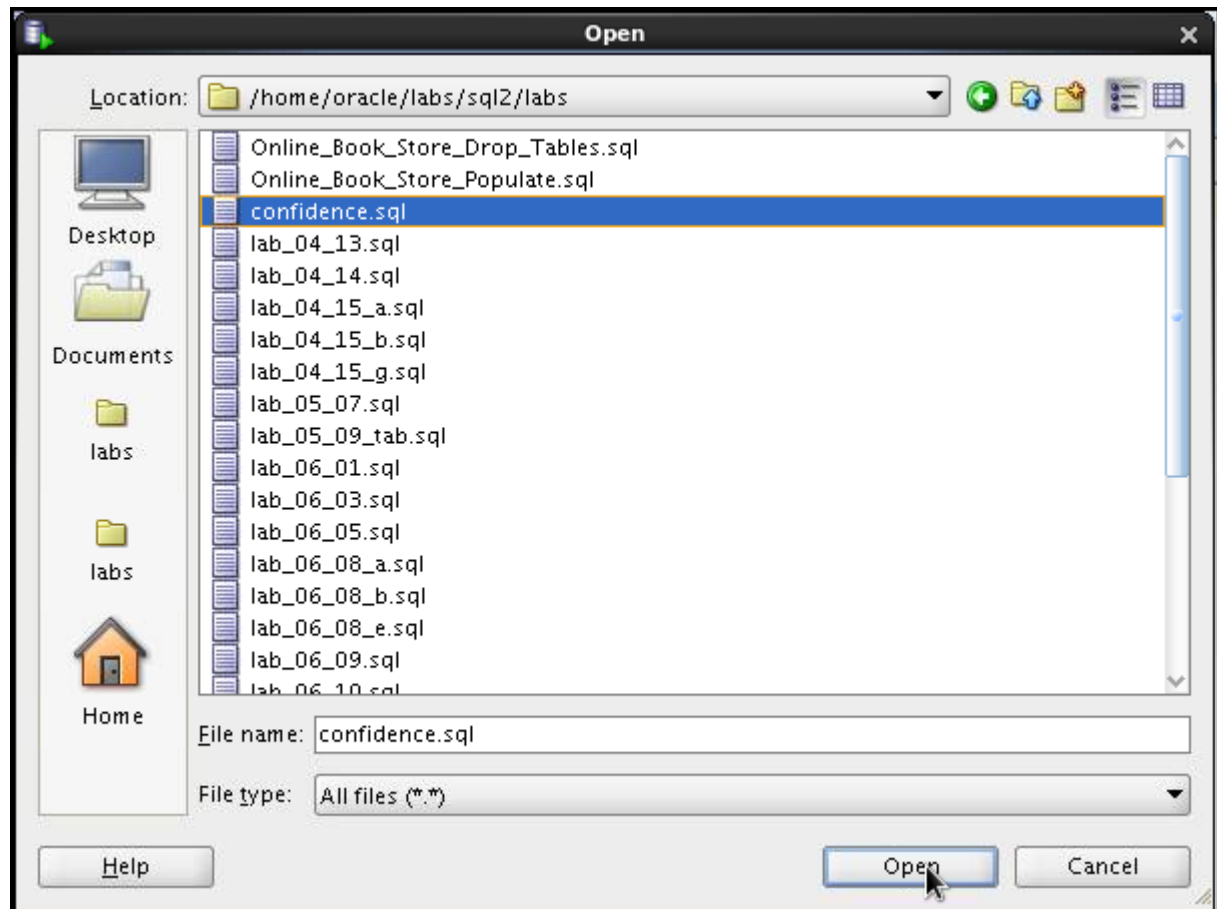 Open
Location: /home/oracle/labs/sql2/labs
Desktop
Documents
labs
labs
Home
Online_Book_Store_Drop_Tables.sql
Online_Book_Store_Populate.sql
confidence.sql
lab_04_13.sql
lab_04_14.sql
lab_04_15_a.sql
lab_04_15_b.sql
lab_04_15_g.sql
lab_05_07.sql
lab_05_09_tab.sql
lab_06_01.sql
lab_06_03.sql
lab_06_05.sql
lab_06_08_a.sql
lab_06_08_b.sql
lab_06_08_e.sql
lab_06_09.sql
lab_06_10.sql
File name: confidence.sql
File type: All files (*.*)
Help
Open
Cancel